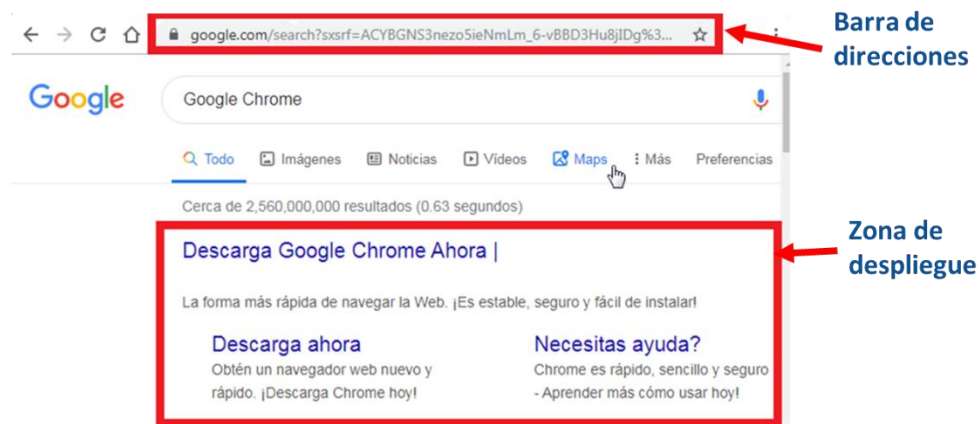 google.com/search?sxsrf=ACYBGNS3nezo5ieNmLm_6-vBBD3Hu8jIDg%3...
Barra de
direcciones
Google
Google Chrome
Todo Imágenes Noticias Vídeos Maps Más Preferencias
Cerca de 2,560,000,000 resultados (0.63 segundos)
Descarga Google Chrome Ahora |
La forma más rápida de navegar la Web. ¡Es estable, seguro y fácil de instalar!
Zona de
despliegue
Descarga ahora
Obtén un navegador web nuevo y
rápido. ¡Descarga Chrome hoy!
Necesitas ayuda?
Chrome es rápido, sencillo y seguro
- Aprender más cómo usar hoy!